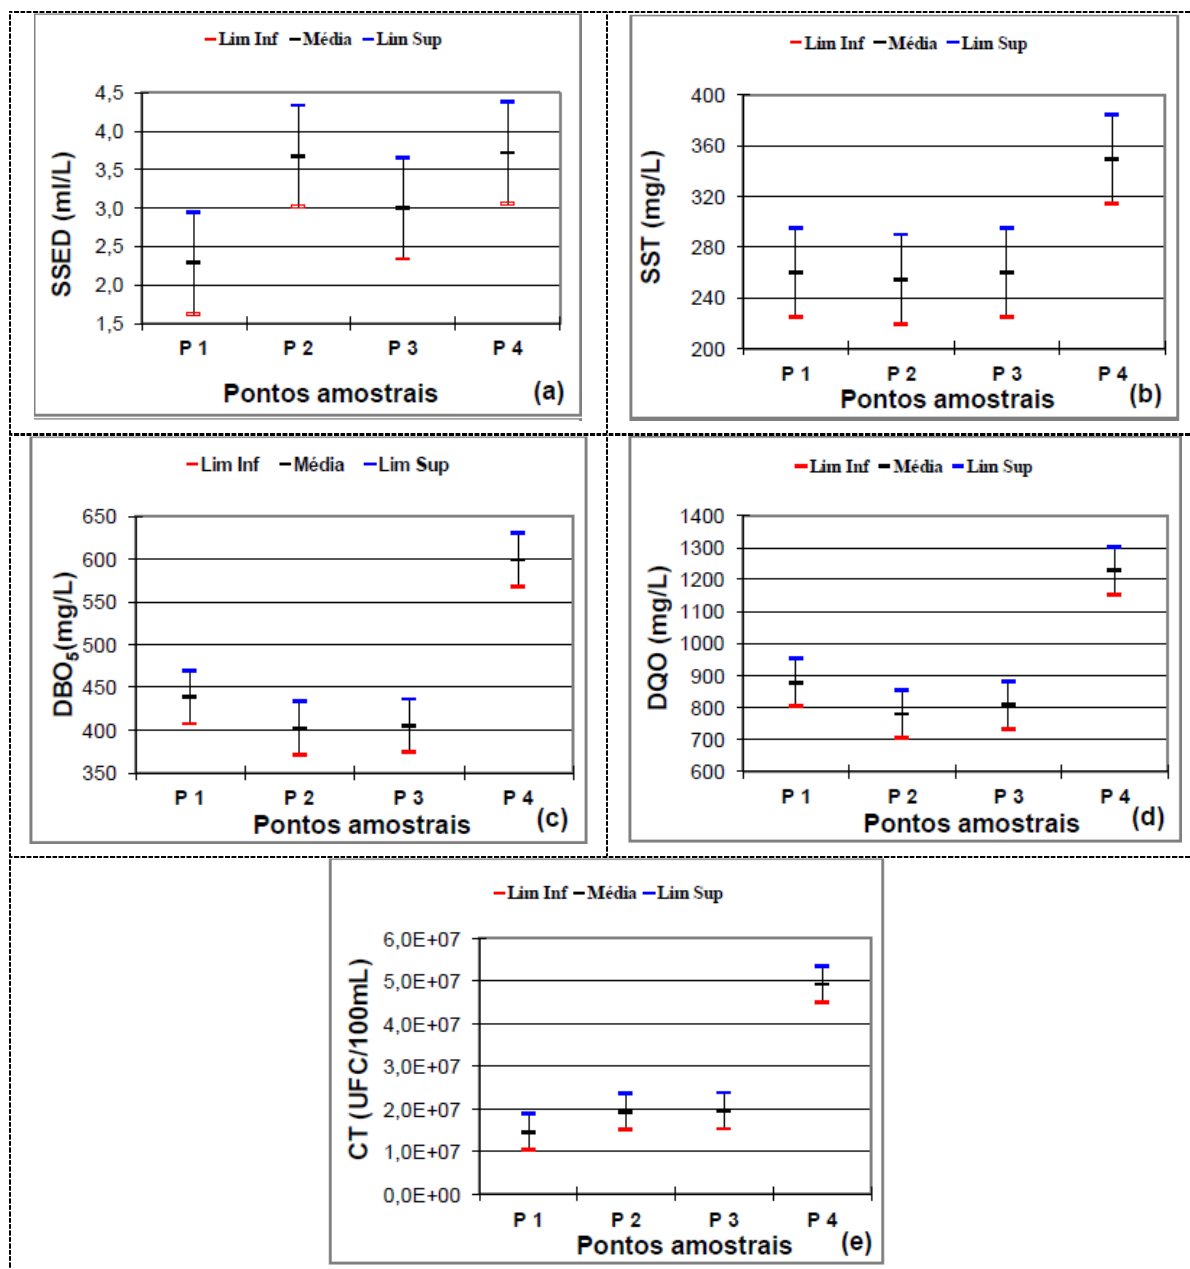 Lim Inf Média Lim Sup
SSED (ml/L)
4,5
4,0
3,5
3,0
2,5
2,0
1,5
P 1 P 2 P 3 P 4
Pontos amostrais (a)
Lim Inf Média Lim Sup
SST (mg/L)
400
360
320
280
240
200
P 1 P 2 P 3 P 4
Pontos amostrais (b)
Lim Inf Média Lim Sup
DBO₅(mg/L)
650
600
550
500
450
400
350
P 1 P 2 P 3 P 4
Pontos amostrais (c)
Lim Inf Média Lim Sup
DQO (mg/L)
1400
1300
1200
1100
1000
900
800
700
600
P 1 P 2 P 3 P 4
Pontos amostrais (d)
Lim Inf Média Lim Sup
CT (UFC/100mL)
6,0E+07
5,0E+07
4,0E+07
3,0E+07
2,0E+07
1,0E+07
0,0E+00
P 1 P 2 P 3 P 4
Pontos amostrais (e)